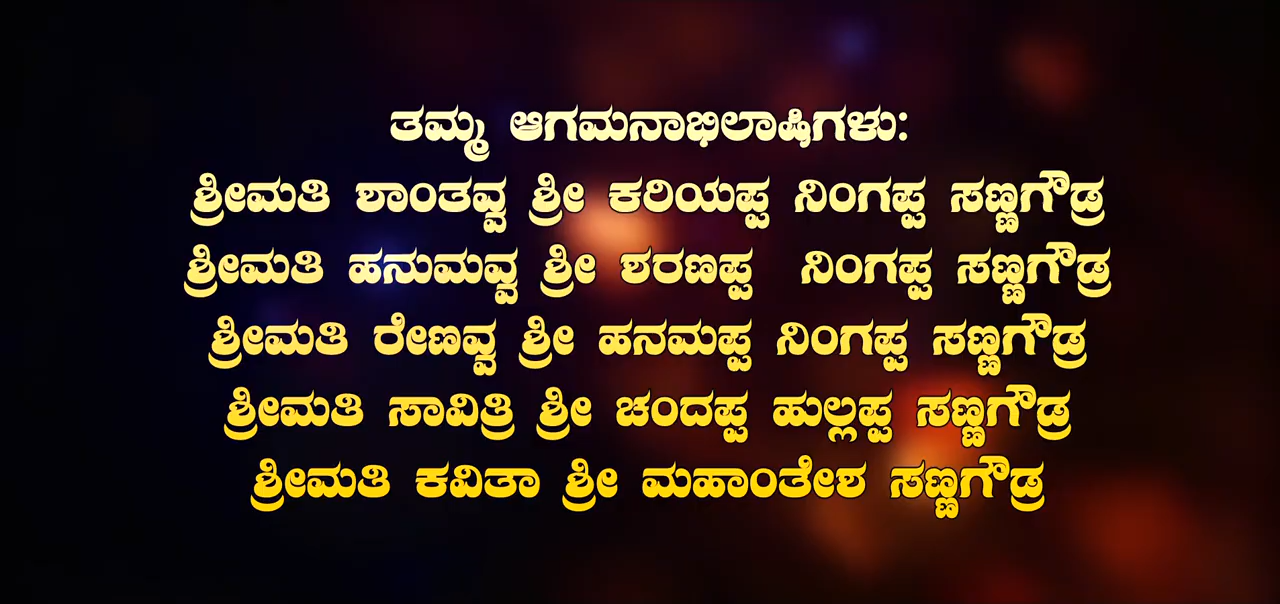 ತಮ್ಮ ಆಗಮನಾಭಿಲಾಷಿಗಳು:
ಶ್ರೀಮತಿ ಶಾಂತವ್ವ ಶ್ರೀ ಕರಿಯಪ್ಪ ನಿಂಗಪ್ಪ ಸಣ್ಣಗೌಡ್ರ
ಶ್ರೀಮತಿ ಹನುಮವ್ವ ಶ್ರೀ ಶರಣಪ್ಪ ನಿಂಗಪ್ಪ ಸಣ್ಣಗೌಡ್ರ
ಶ್ರೀಮತಿ ರೇಣವ್ವ ಶ್ರೀ ಹನಮಪ್ಪ ನಿಂಗಪ್ಪ ಸಣ್ಣಗೌಡ್ರ
ಶ್ರೀಮತಿ ಸಾವಿತ್ರಿ ಶ್ರೀ ಚಂದಪ್ಪ ಹುಲ್ಲಪ್ಪ ಸಣ್ಣಗೌಡ್ರ
ಶ್ರೀಮತಿ ಕವಿತಾ ಶ್ರೀ ಮಹಾಂತೇಶ ಸಣ್ಣಗೌಡ್ರ